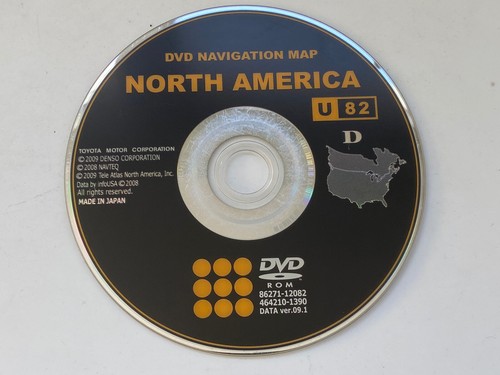 DVD NAVIGATION MAP
NORTH AMERICA
U 82
D
TOYOTA MOTOR CORPORATION
©2009 DENSO CORPORATION
©2008 NAVTEQ
©2009 Tele Atlas North America, Inc.
Data by infoUSA ©2008
All rights reserved.
MADE IN JAPAN
DVD
ROM
86271-12082
464210-1390
DATA ver.09.1